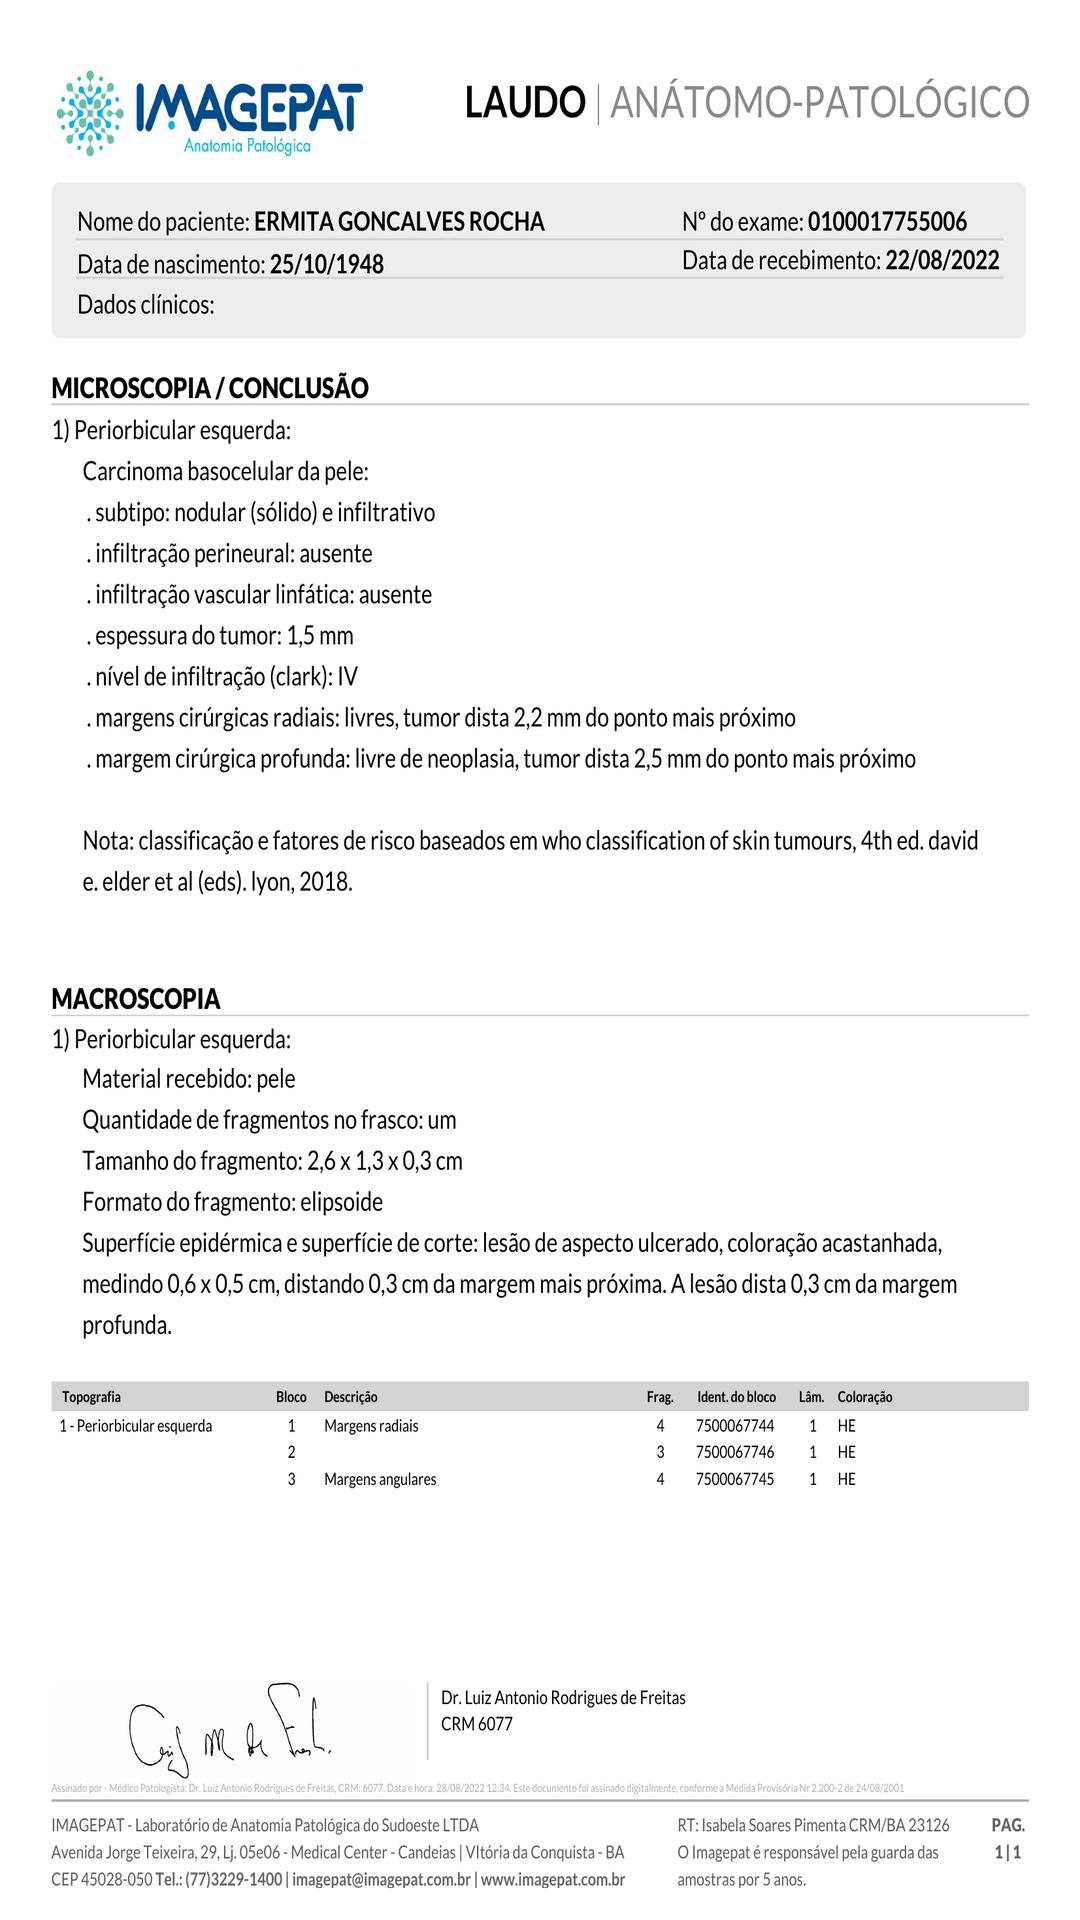 IMAGEPAT
Anatomia Patológica
LAUDO | ANÁTOMO-PATOLÓGICO
Nome do paciente: ERMITA GONCALVES ROCHA
Nº do exame: 0100017755006
Data de nascimento: 25/10/1948
Data de recebimento: 22/08/2022
Dados clínicos:
MICROSCOPIA / CONCLUSÃO
1) Periorbicular esquerda:
Carcinoma basocelular da pele:
. subtipo: nodular (sólido) e infiltrativo
. infiltração perineural: ausente
. infiltração vascular linfática: ausente
. espessura do tumor: 1,5 mm
. nível de infiltração (clark): IV
. margens cirúrgicas radiais: livres, tumor dista 2,2 mm do ponto mais próximo
. margem cirúrgica profunda: livre de neoplasia, tumor dista 2,5 mm do ponto mais próximo
Nota: classificação e fatores de risco baseados em who classification of skin tumours, 4th ed. david
e. elder et al (eds). lyon, 2018.
MACROSCOPIA
1) Periorbicular esquerda:
Material recebido: pele
Quantidade de fragmentos no frasco: um
Tamanho do fragmento: 2,6 x 1,3 x 0,3 cm
Formato do fragmento: elipsoide
Superfície epidérmica e superfície de corte: lesão de aspecto ulcerado, coloração acastanhada,
medindo 0,6 x 0,5 cm, distando 0,3 cm da margem mais próxima. A lesão dista 0,3 cm da margem
profunda.
Topografia Bloco Descrição Frag. Ident. do bloco Lâm. Coloração
1 - Periorbicular esquerda 1 Margens radiais 4 7500067744 1 HE
2 3 7500067746 1 HE
3 Margens angulares 4 7500067745 1 HE
Dr. Luiz Antonio Rodrigues de Freitas
CRM 6077
Assinado por - Médico Patologista: Dr. Luiz Antonio Rodrigues de Freitas, CRM: 6077. Data e hora: 28/08/2022 12:34. Este documento foi assinado digitalmente, conforme a Medida Provisória Nr 2.200-2 de 24/08/2001
IMAGEPAT - Laboratório de Anatomia Patológica do Sudoeste LTDA
Avenida Jorge Teixeira, 29, Lj. 05e06 - Medical Center - Candeias | VItória da Conquista - BA
CEP 45028-050 Tel.: (77)3229-1400 | imagepat@imagepat.com.br | www.imagepat.com.br
RT: Isabela Soares Pimenta CRM/BA 23126
O Imagepat é responsável pela guarda das
amostras por 5 anos.
PAG.
1 | 1